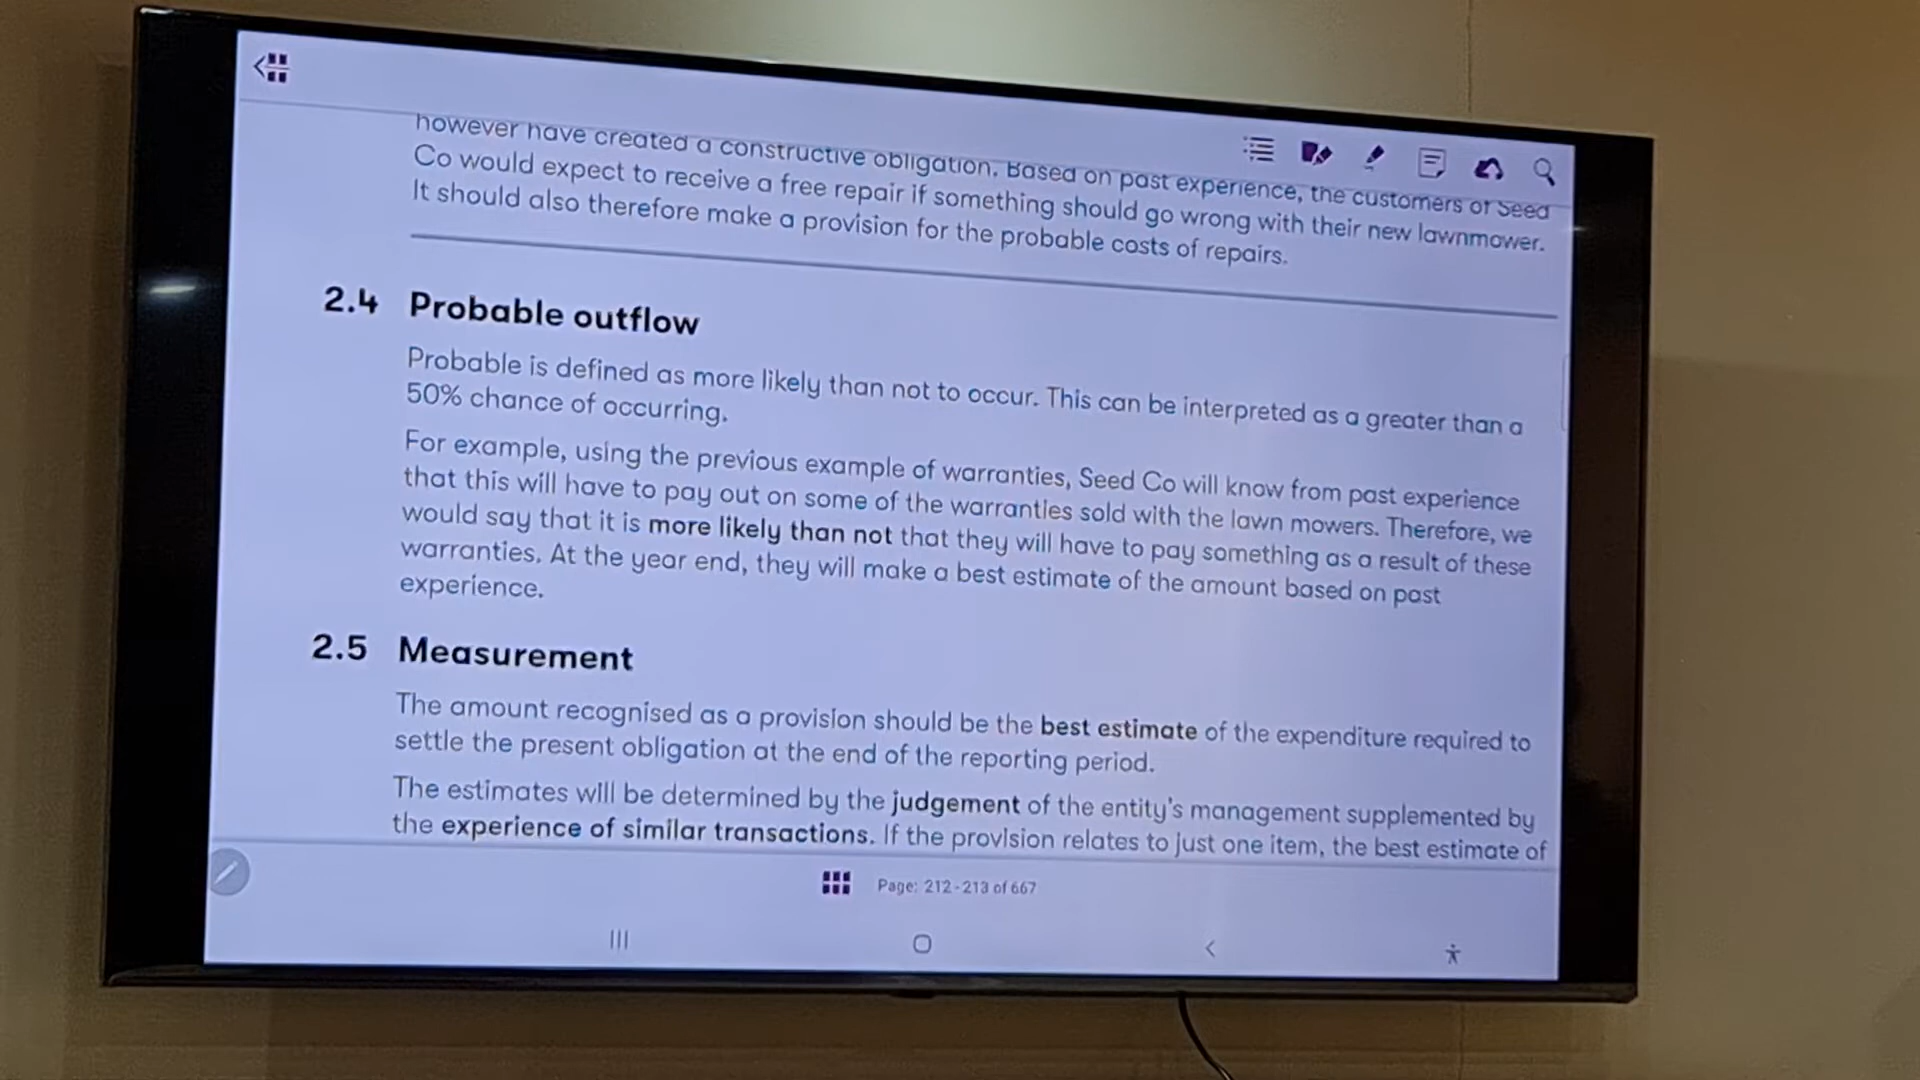 however have created a constructive obligation. Based on past experience, the customers of Seed
Co would expect to receive a free repair if something should go wrong with their new lawnmower.
It should also therefore make a provision for the probable costs of repairs.
2.4 Probable outflow
Probable is defined as more likely than not to occur. This can be interpreted as a greater than a
50% chance of occurring.
For example, using the previous example of warranties, Seed Co will know from past experience
that this will have to pay out on some of the warranties sold with the lawn mowers. Therefore, we
would say that it is more likely than not that they will have to pay something as a result of these
warranties. At the year end, they will make a best estimate of the amount based on past
experience.
2.5 Measurement
The amount recognised as a provision should be the best estimate of the expenditure required to
settle the present obligation at the end of the reporting period.
The estimates will be determined by the judgement of the entity's management supplemented by
the experience of similar transactions. If the provision relates to just one item, the best estimate of
Page: 212-213 of 667